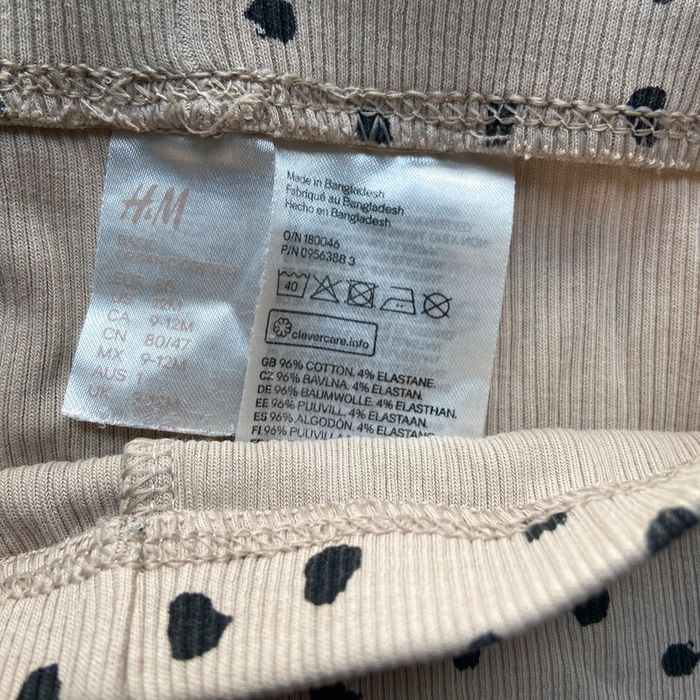 H&M
BASIC
EUR 80
US 12M
CA 9-12M
CN 80/47
MX 9-12M
AUS 1
UK
Made in Bangladesh
Fabriqué au Bangladesh
Hecho en Bangladesh
O/N 180046
P/N 0956388 3
40
clevercare.info
GB 96% COTTON. 4% ELASTANE.
CZ 96% BAVLNA. 4% ELASTAN.
DE 96% BAUMWOLLE. 4% ELASTHAN.
EE 96% PUUVILL. 4% ELASTAAN.
ES 96% ALGODÓN. 4% ELASTANO.
FI 96% PUUVILLA